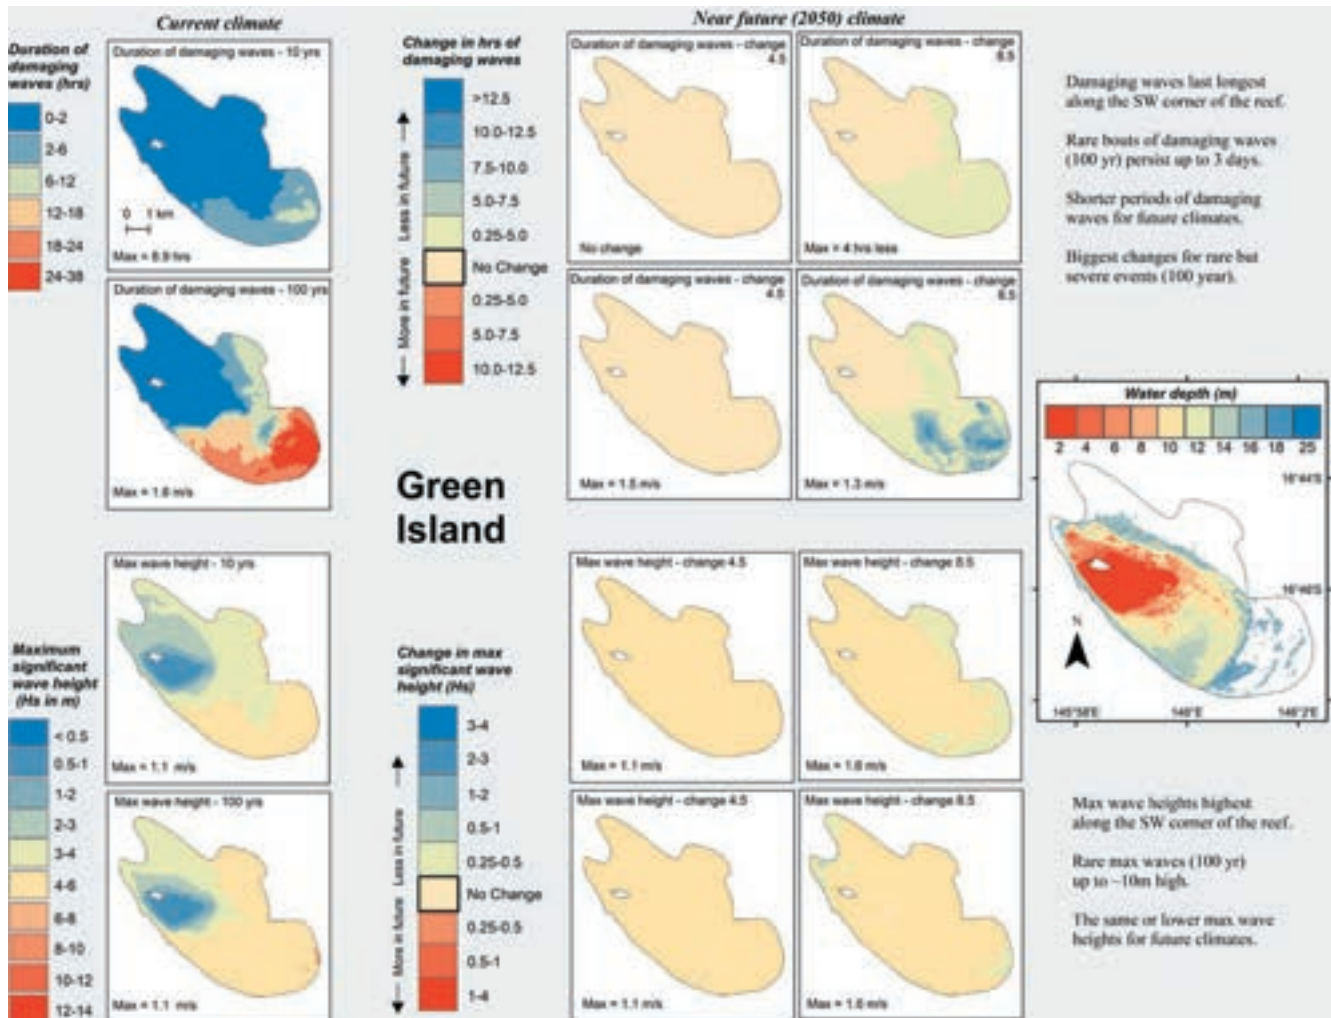 Current climate
Near future (2050) climate
Duration of
damaging
waves (hrs)
0-2
2-6
6-12
12-18
18-24
24-38
Duration of damaging waves - 10 yrs
0 1 km
Max = 8.9 hrs
Duration of damaging waves - 100 yrs
Max = 1.6 m/s
Change in hrs of
damaging waves
>12.5
10.0-12.5
7.5-10.0
5.0-7.5
0.25-5.0
No Change
0.25-5.0
5.0-7.5
10.0-12.5
Less in future
More in future
Duration of damaging waves - change
4.5
No change
Duration of damaging waves - change
8.5
Max = 4 hrs less
Duration of damaging waves - change
4.5
Max = 1.5 m/s
Duration of damaging waves - change
8.5
Max = 1.3 m/s
Damaging waves last longest
along the SW corner of the reef.
Rare bouts of damaging waves
(100 yr) persist up to 3 days.
Shorter periods of damaging
waves for future climates.
Biggest changes for rare but
severe events (100 year).
Green
Island
Water depth (m)
2 4 6 8 10 12 14 16 18 25
16°44'S
N
145°58'E 146°E 146°2'E
Maximum
significant
wave height
(Hs in m)
< 0.5
0.5-1
1-2
2-3
3-4
4-6
6-8
8-10
10-12
12-14
Max wave height - 10 yrs
Max = 1.1 m/s
Max wave height - 100 yrs
Max = 1.1 m/s
Change in max
significant wave
height (Hs)
3-4
2-3
1-2
0.5-1
0.25-0.5
No Change
0.25-0.5
0.5-1
1-4
Less in future
More in future
Max wave height - change 4.5
Max = 1.1 m/s
Max wave height - change 8.5
Max = 1.6 m/s
Max wave height - change 4.5
Max = 1.1 m/s
Max wave height - change 8.5
Max = 1.6 m/s
Max wave heights highest
along the SW corner of the reef.
Rare max waves (100 yr)
up to ~10m high.
The same or lower max wave
heights for future climates.